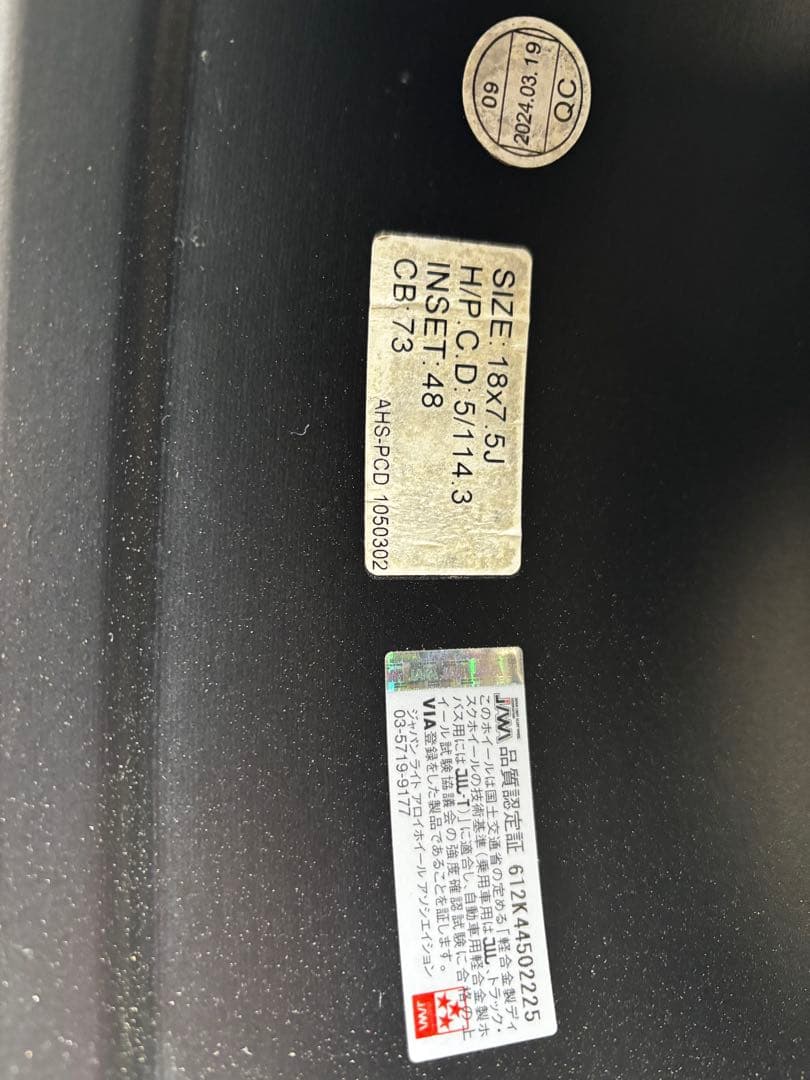 QC
2024.03.19
09
SIZE: 18x7.5J
H/P.C.D: 5/114.3
INSET: 48
CB: 73
AHS-PCD 1050302
JAWA 品質認定証 612K44502225
このホイールは国土交通省の定める「軽合金製ディ
スクホイールの技術基準(乗用車用はJWL、トラック・
バス用にはJWL-T)」に適合し、自動車用軽合金製ホ
イール試験協議会の強度確認試験に合格の上
VIA登録をした製品であることを証します。
ジャパン ライト アロイホイール アソシエイション
03-5719-9177
JAWA